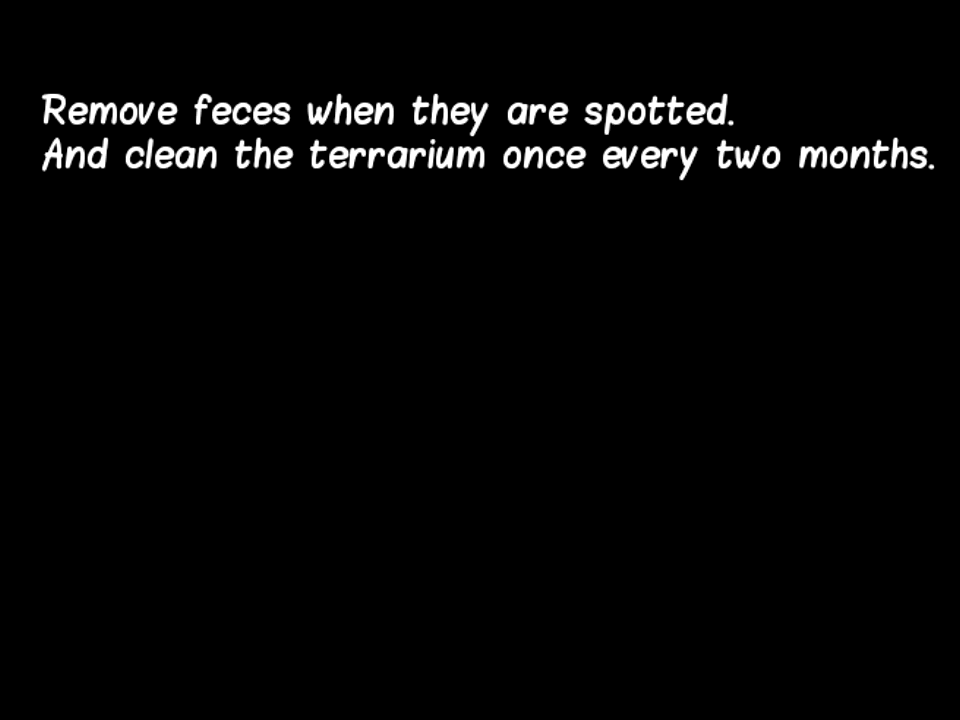 Remove feces when they are spotted.
And clean the terrarium once every two months.